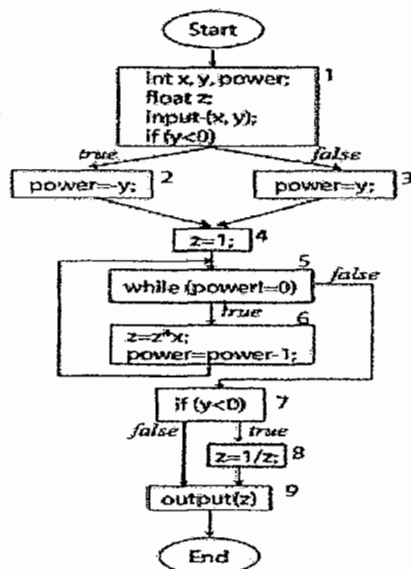 Start
1
int x, y, power;
float z;
input (x, y);
if (y<0)
true
false
2
power=-y;
3
power=y;
z=1;
4
5
while (power!=0)
false
true
6
z=z*x;
power=power-1;
if (y<0)
7
false
true
z=1/z;
8
output(z)
9
End